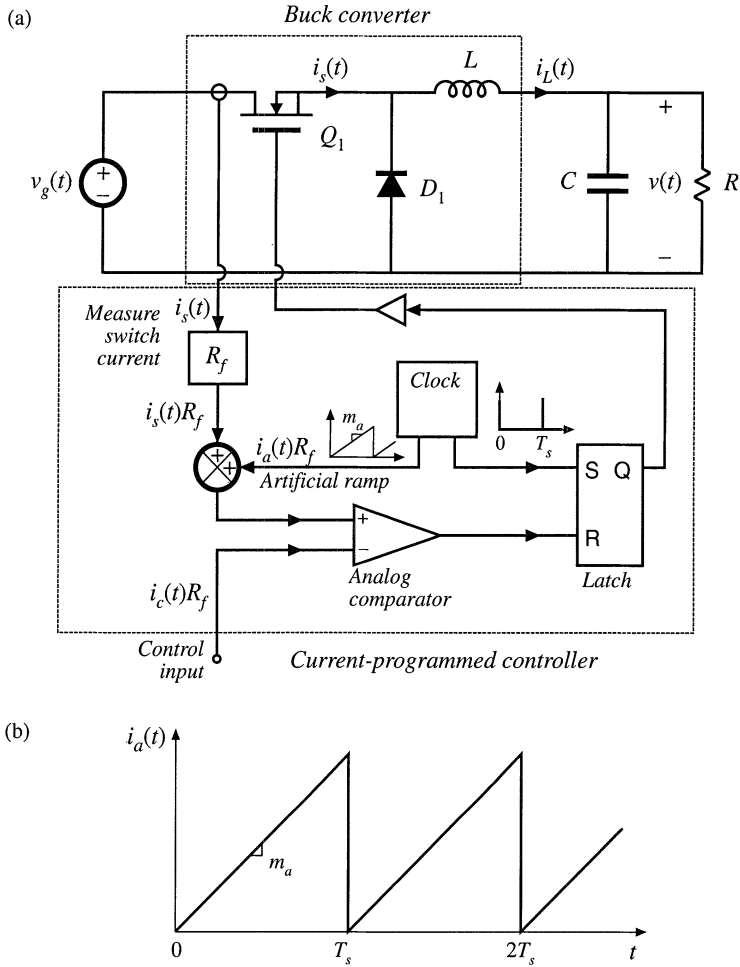 (a)
Buck converter
i_s(t)
L
i_L(t)
+
Q_1
v_g(t)
+
−
D_1
C
v(t)
R
−
Measure
switch
current
i_s(t)
R_f
Clock
m_a
i_s(t)R_f
0
T_s
+
+
i_a(t)R_f
Artificial ramp
S Q
+
−
R
Analog
comparator
Latch
i_c(t)R_f
Control
input
Current-programmed controller
(b)
i_a(t)
m_a
0
T_s
2T_s
t